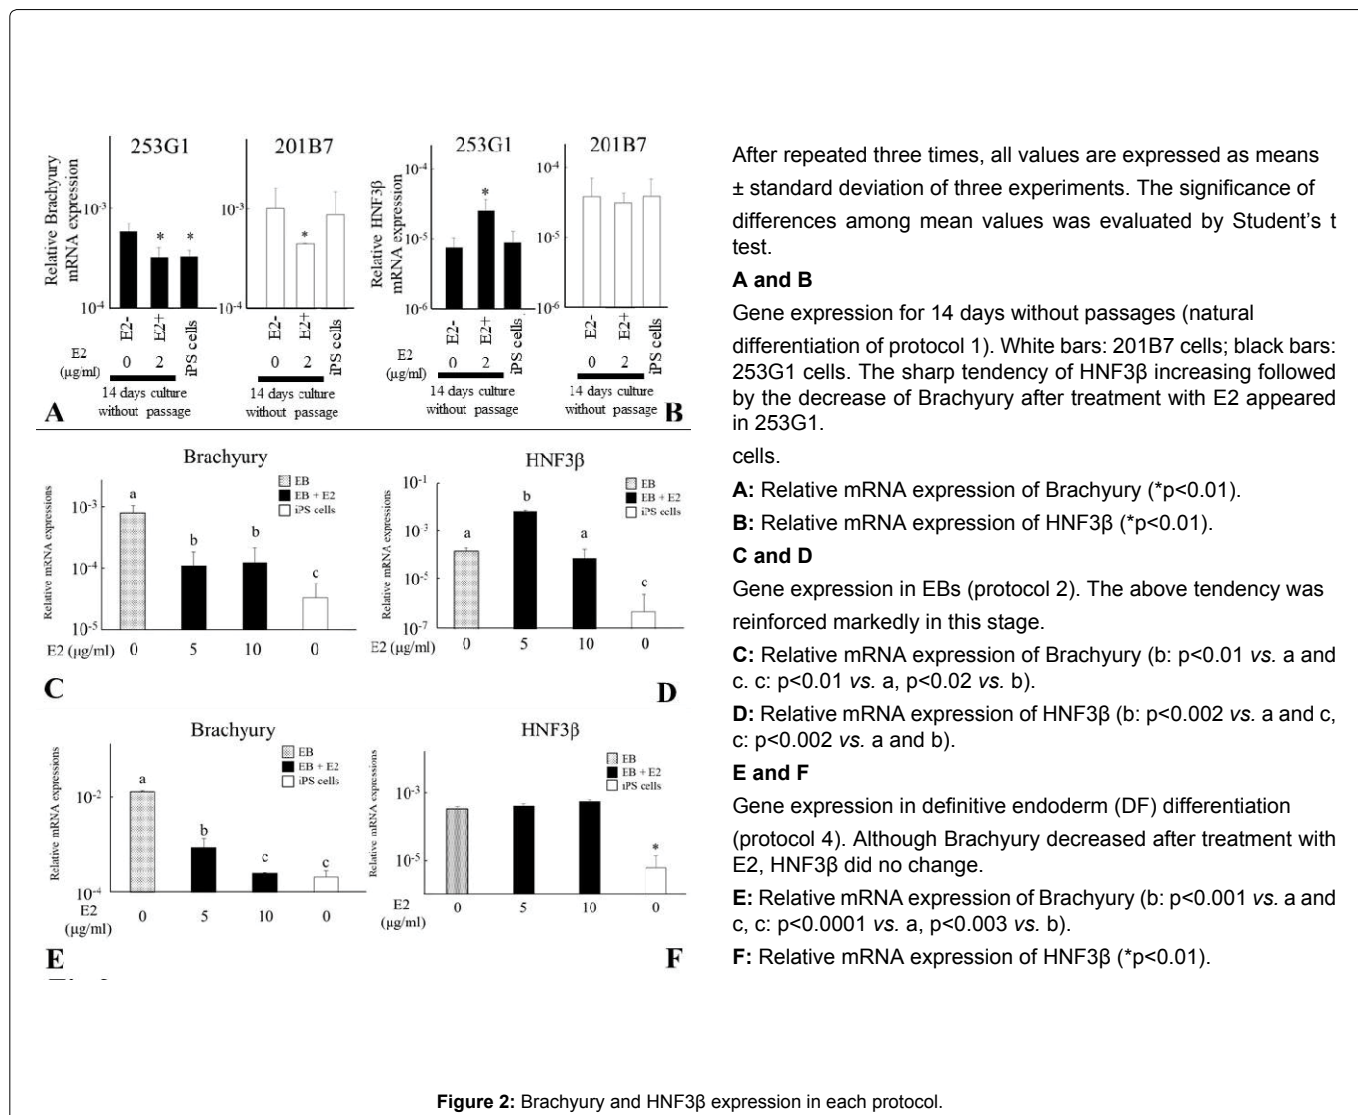 253G1
201B7
253G1
201B7
Relative Brachyury
mRNA expression
10-3
10-4
*
*
10-3
10-4
*
Relative HNF3β
mRNA expression
10-4
10-5
10-6
*
10-4
10-5
10-6
E2-
E2+
iPS cells
E2-
E2+
iPS cells
E2-
E2+
iPS cells
E2-
E2+
iPS cells
E2
(µg/ml)
0 2
0 2
0 2
0 2
14 days culture
without passage
14 days culture
without passage
14 days culture
without passage
14 days culture
without passage
A
B
Brachyury
EB
EB + E2
iPS cells
Relative mRNA expressions
10-3
10-4
10-5
a
b
b
c
E2 (µg/ml) 0 5 10 0
C
HNF3β
EB
EB + E2
iPS cells
Relative mRNA expressions
10-1
10-3
10-5
10-7
a
b
a
c
E2 (µg/ml) 0 5 10 0
D
Brachyury
EB
EB + E2
iPS cells
Relative mRNA expressions
10-2
10-4
a
b
c
c
E2
(µg/ml)
0 5 10 0
E
HNF3β
EB
EB + E2
iPS cells
Relative mRNA expressions
10-3
10-5
*
E2
(µg/ml)
0 5 10 0
F
After repeated three times, all values are expressed as means
± standard deviation of three experiments. The significance of
differences among mean values was evaluated by Student's t
test.
A and B
Gene expression for 14 days without passages (natural
differentiation of protocol 1). White bars: 201B7 cells; black bars:
253G1 cells. The sharp tendency of HNF3β increasing followed
by the decrease of Brachyury after treatment with E2 appeared
in 253G1.
cells.
A: Relative mRNA expression of Brachyury (*p<0.01).
B: Relative mRNA expression of HNF3β (*p<0.01).
C and D
Gene expression in EBs (protocol 2). The above tendency was
reinforced markedly in this stage.
C: Relative mRNA expression of Brachyury (b: p<0.01 vs. a and
c. c: p<0.01 vs. a, p<0.02 vs. b).
D: Relative mRNA expression of HNF3β (b: p<0.002 vs. a and c,
c: p<0.002 vs. a and b).
E and F
Gene expression in definitive endoderm (DF) differentiation
(protocol 4). Although Brachyury decreased after treatment with
E2, HNF3β did no change.
E: Relative mRNA expression of Brachyury (b: p<0.001 vs. a and
c, c: p<0.0001 vs. a, p<0.003 vs. b).
F: Relative mRNA expression of HNF3β (*p<0.01).
Figure 2: Brachyury and HNF3β expression in each protocol.